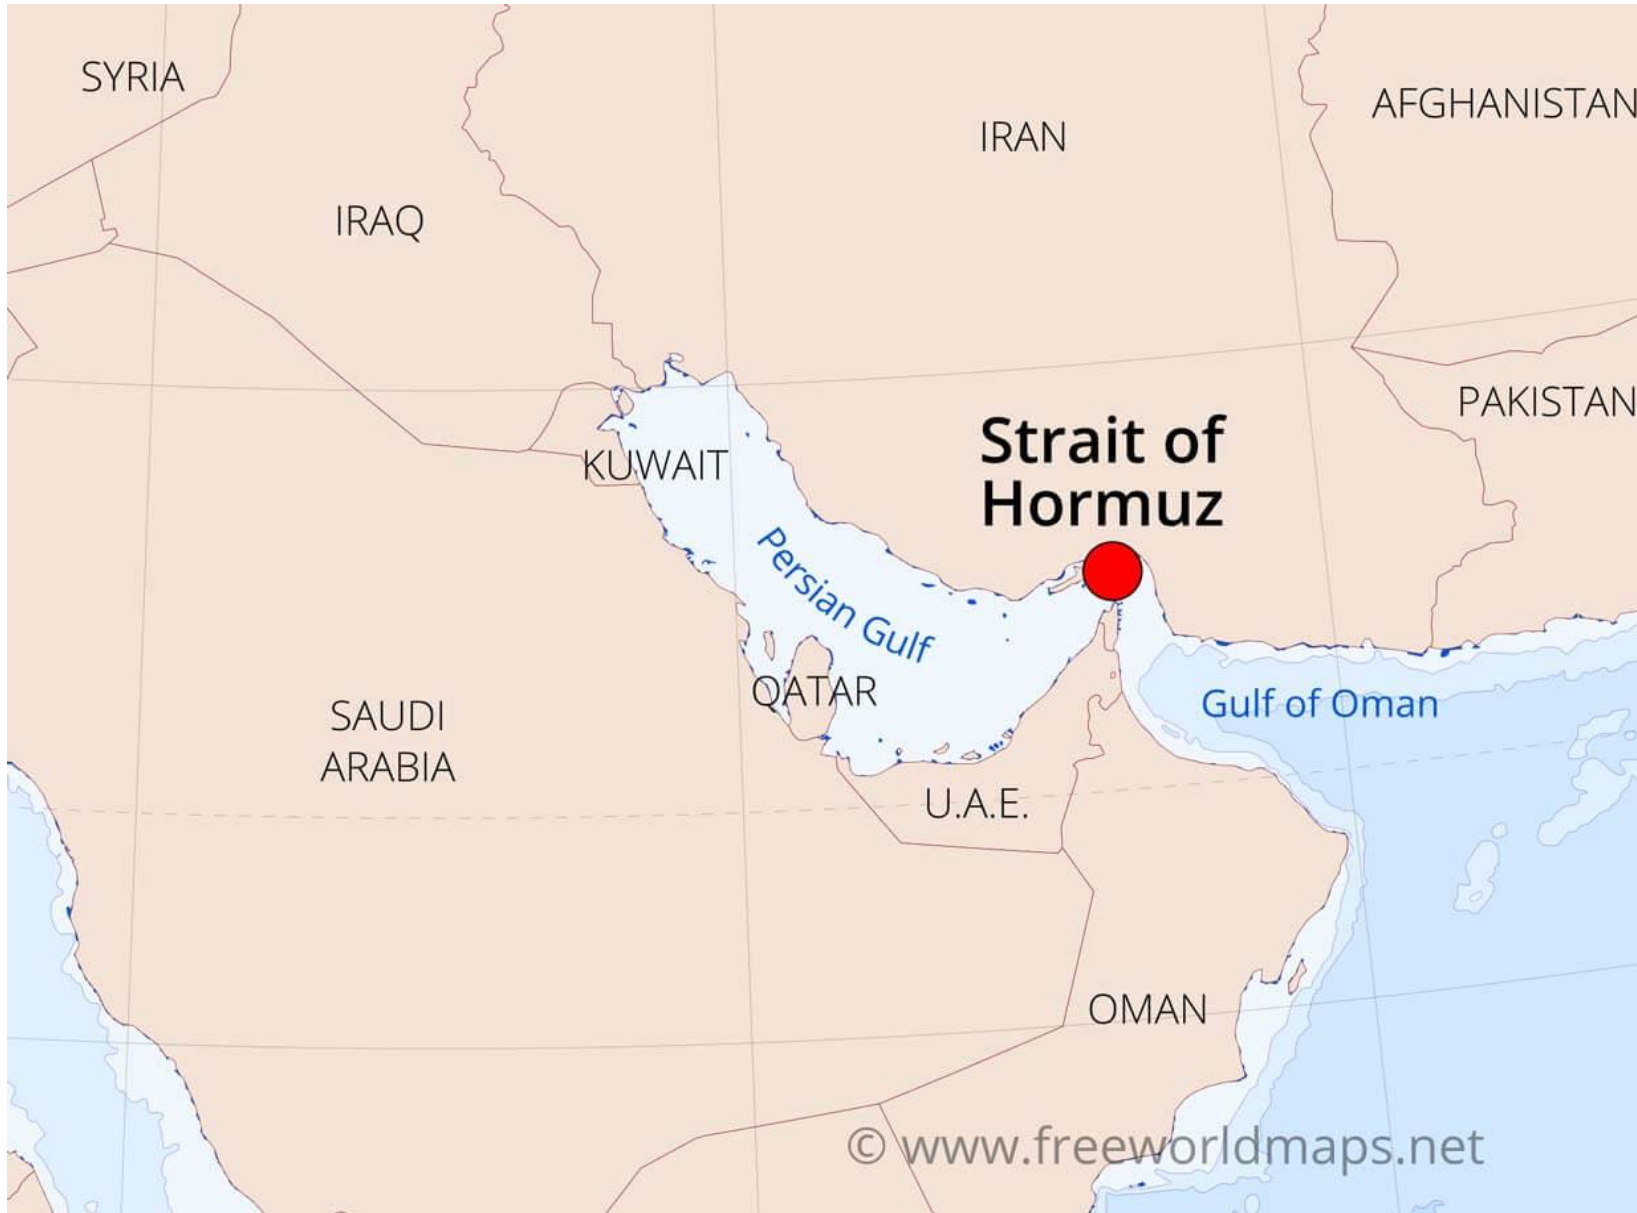 SYRIA
AFGHANISTAN
IRAN
IRAQ
PAKISTAN
Strait of
Hormuz
KUWAIT
Persian Gulf
QATAR
Gulf of Oman
SAUDI
ARABIA
U.A.E.
OMAN
© www.freeworldmaps.net